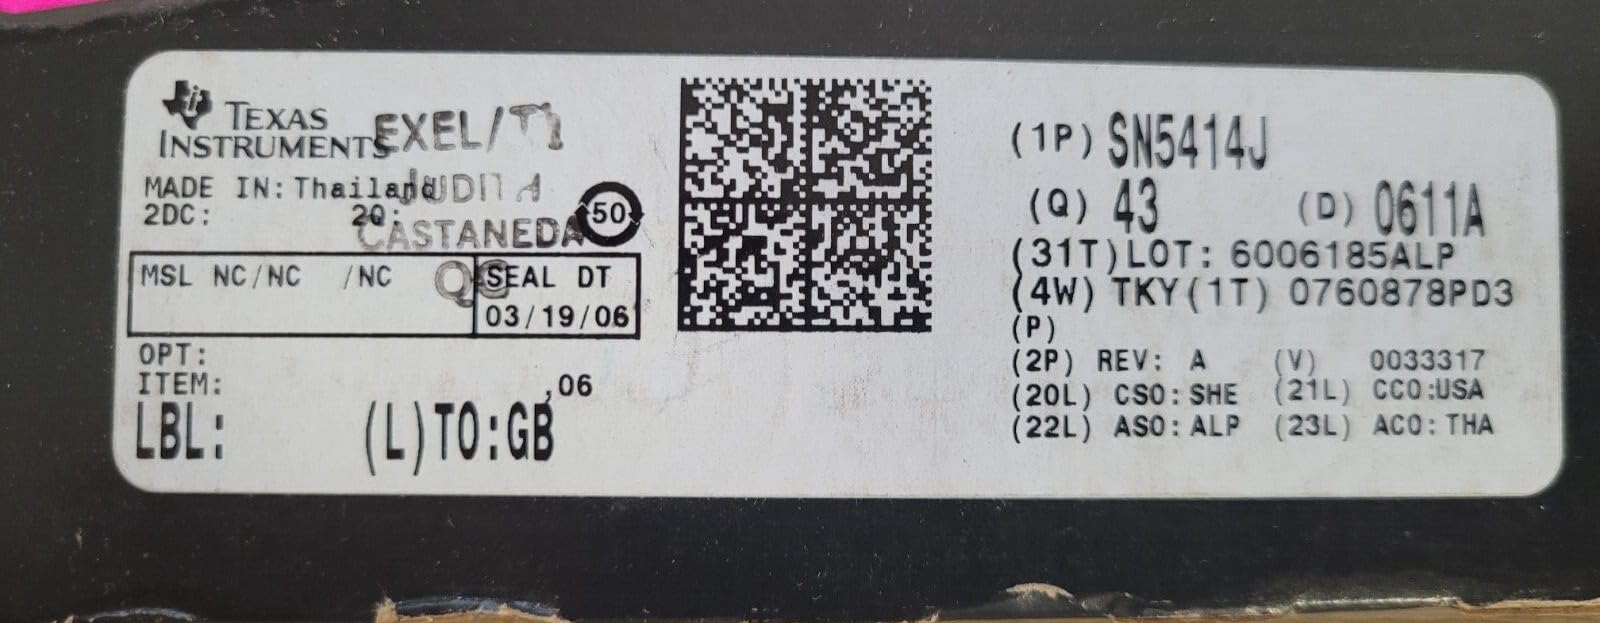 TEXAS
INSTRUMENTS
EXEL/TI
MADE IN: Thailand
2DC: 2Q:
CASTANEDA
50
MSL NC/NC /NC
QC
SEAL DT
03/19/06
OPT:
ITEM: ,06
LBL: (L)TO:GB
(1P) SN5414J
(Q) 43 (D) 0611A
(31T)LOT: 6006185ALP
(4W) TKY(1T) 0760878PD3
(P)
(2P) REV: A (V) 0033317
(20L) CSO: SHE (21L) CCO:USA
(22L) ASO: ALP (23L) ACO: THA